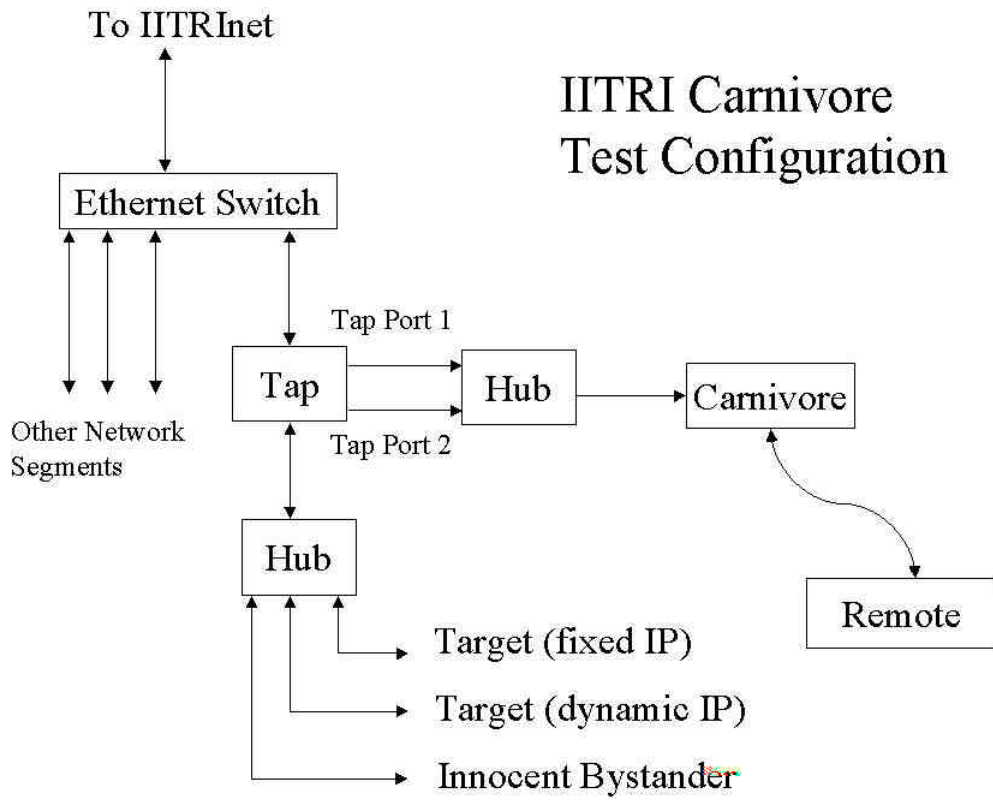 To IITRInet
IITRI Carnivore
Test Configuration
Ethernet Switch
Tap Port 1
Tap
Hub
Carnivore
Tap Port 2
Other Network
Segments
Hub
Remote
Target (fixed IP)
Target (dynamic IP)
Innocent Bystander